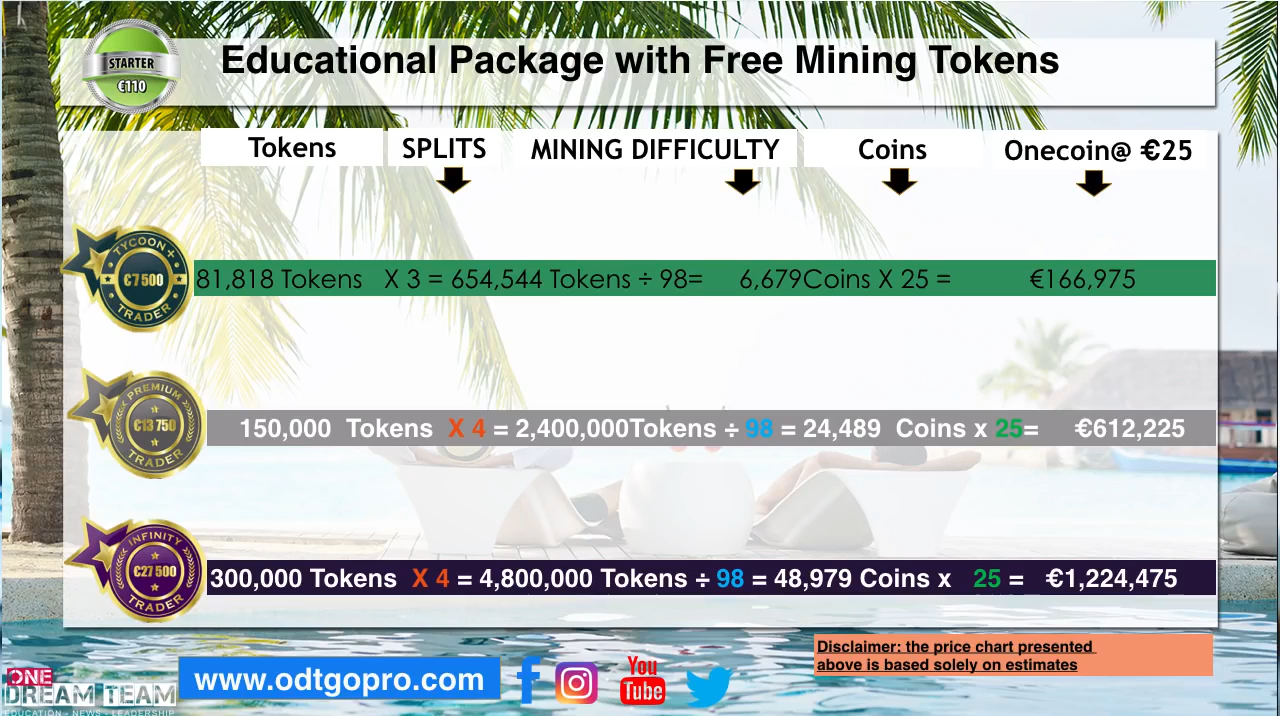 STARTER
€110
Educational Package with Free Mining Tokens
Tokens SPLITS MINING DIFFICULTY Coins Onecoin@ €25
TYCOON+
€7500
TRADER
81,818 Tokens X 3 = 654,544 Tokens ÷ 98= 6,679Coins X 25 = €166,975
PREMIUM
€13 750
TRADER
150,000 Tokens X 4 = 2,400,000Tokens ÷ 98 = 24,489 Coins x 25= €612,225
INFINITY
€27 500
TRADER
300,000 Tokens X 4 = 4,800,000 Tokens ÷ 98 = 48,979 Coins x 25 = €1,224,475
Disclaimer: the price chart presented
above is based solely on estimates
ONE
DREAM TEAM
EDUCATION - NEWS - LEADERSHIP
www.odtgopro.com
You
Tube